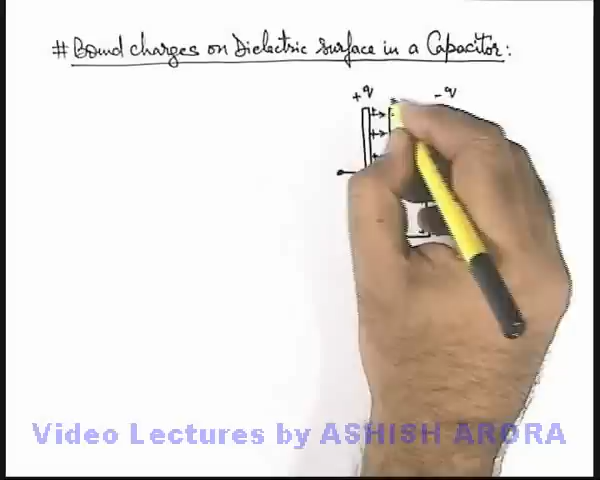 # Bound charges on Dielectric surface in a Capacitor:
+q -q
Video Lectures by ASHISH ARORA